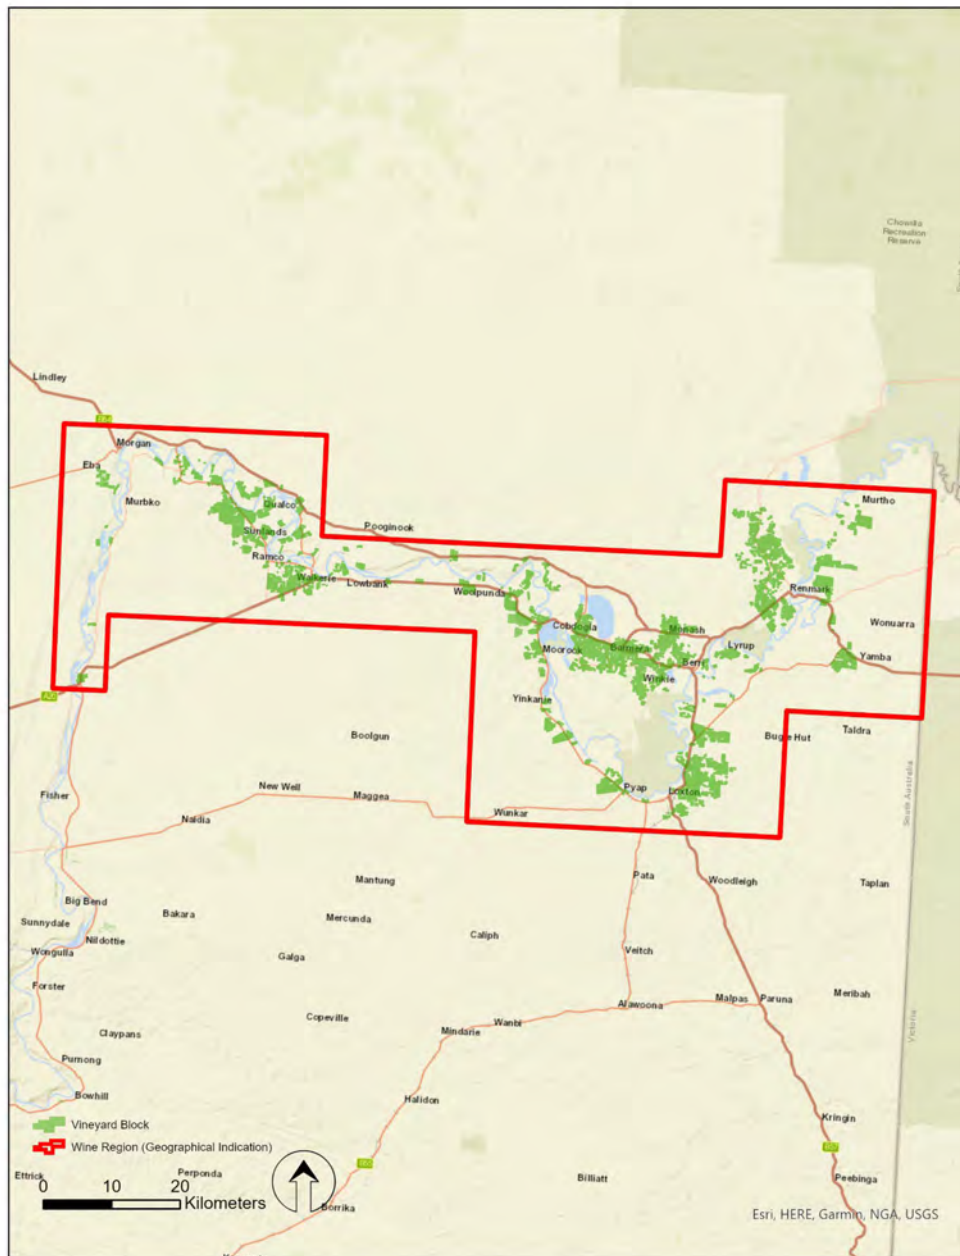 Chowilla
Recreation
Reserve
Lindley
Morgan
Eba
Murbko
Qualco
Murtho
Pooginook
Sunlands
Ramco
Waikerie
Lowbank
Woolpunda
Renmark
Cobdogla
Monash
Wonuarra
Moorook
Barmera
Lyrup
Berri
Yamba
Winkie
Yinkanie
A20
Boolgun
Bugle Hut
Taldra
New Well
Maggea
Fisher
Pyap
Loxton
Wunkar
Naidia
South Australia
Pata
Woodleigh
Mantung
Taplan
Big Bend
Bakara
Mercunda
Sunnydale
Nildottie
Caliph
Wongulla
Galga
Veitch
Forster
Meribah
Malpas
Paruna
Alawoona
Copeville
Wanbi
Claypans
Mindarie
Victoria
Purnong
Bowhill
Halidon
Vineyard Block
Kringin
Wine Region (Geographical Indication)
Ettrick
Perponda
Billiatt
Peebinga
0 10 20
Kilometers
Borrika
Esri, HERE, Garmin, NGA, USGS